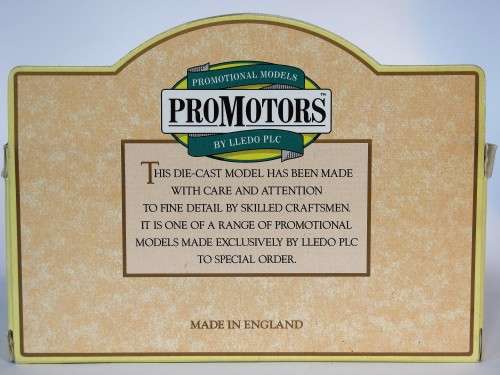 PROMOTIONAL MODELS
PROMOTORS™
BY LLEDO PLC
THIS DIE-CAST MODEL HAS BEEN MADE
WITH CARE AND ATTENTION
TO FINE DETAIL BY SKILLED CRAFTSMEN.
IT IS ONE OF A RANGE OF PROMOTIONAL
MODELS MADE EXCLUSIVELY BY LLEDO PLC
TO SPECIAL ORDER.
MADE IN ENGLAND